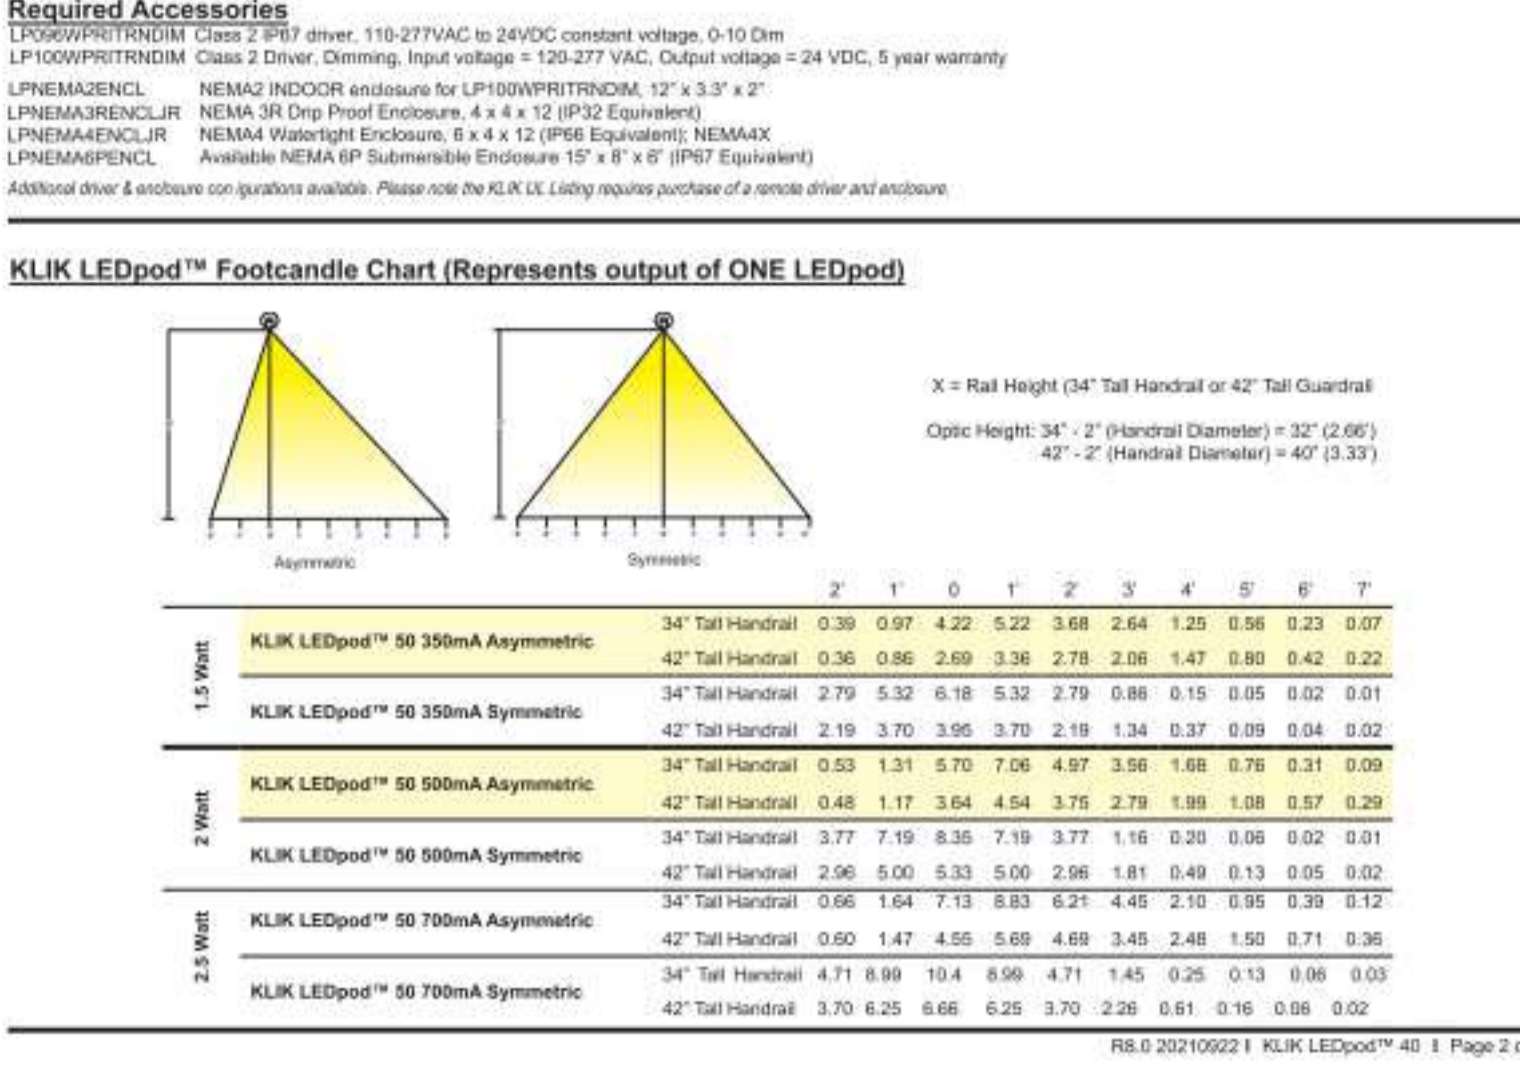 Required Accessories
LP096WPRITRNDIM Class 2 IP67 driver, 110-277VAC to 24VDC constant voltage, 0-10 Dim
LP100WPRITRNDIM Class 2 Driver, Dimming, Input voltage = 120-277 VAC, Output voltage = 24 VDC, 5 year warranty
LPNEMA2ENCL NEMA2 INDOOR enclosure for LP100WPRITRNDIM, 12" x 3.3" x 2"
LPNEMA3RENCLJR NEMA 3R Drip Proof Enclosure, 4 x 4 x 12 (IP32 Equivalent)
LPNEMA4ENCLJR NEMA4 Watertight Enclosure, 6 x 4 x 12 (IP66 Equivalent); NEMA4X
LPNEMA6PENCL Available NEMA 6P Submersible Enclosure 15" x 8" x 6" (IP67 Equivalent)
Additional driver & enclosure con igurations available. Please note the KLIK UL Listing requires purchase of a remote driver and enclosure.
KLIK LEDpod™ Footcandle Chart (Represents output of ONE LEDpod)
X = Rail Height (34" Tall Handrail or 42" Tall Guardrail
Optic Height: 34" - 2" (Handrail Diameter) = 32" (2.66')
42" - 2" (Handrail Diameter) = 40" (3.33')
Asymmetric
Symmetric
2' 1' 0 1' 2' 3' 4' 5' 6' 7'
1.5 Watt
KLIK LEDpod™ 50 350mA Asymmetric
34" Tall Handrail 0.39 0.97 4.22 5.22 3.68 2.64 1.25 0.56 0.23 0.07
42" Tall Handrail 0.36 0.86 2.69 3.36 2.78 2.06 1.47 0.80 0.42 0.22
KLIK LEDpod™ 50 350mA Symmetric
34" Tall Handrail 2.79 5.32 6.18 5.32 2.79 0.86 0.15 0.05 0.02 0.01
42" Tall Handrail 2.19 3.70 3.95 3.70 2.19 1.34 0.37 0.09 0.04 0.02
2 Watt
KLIK LEDpod™ 50 500mA Asymmetric
34" Tall Handrail 0.53 1.31 5.70 7.06 4.97 3.56 1.68 0.76 0.31 0.09
42" Tall Handrail 0.48 1.17 3.64 4.54 3.75 2.79 1.99 1.08 0.57 0.29
KLIK LEDpod™ 50 500mA Symmetric
34" Tall Handrail 3.77 7.19 8.35 7.19 3.77 1.16 0.20 0.06 0.02 0.01
42" Tall Handrail 2.96 5.00 5.33 5.00 2.96 1.81 0.49 0.13 0.05 0.02
2.5 Watt
KLIK LEDpod™ 50 700mA Asymmetric
34" Tall Handrail 0.66 1.64 7.13 8.83 6.21 4.45 2.10 0.95 0.39 0.12
42" Tall Handrail 0.60 1.47 4.55 5.69 4.69 3.45 2.48 1.50 0.71 0.36
KLIK LEDpod™ 50 700mA Symmetric
34" Tall Handrail 4.71 8.99 10.4 8.99 4.71 1.45 0.25 0.13 0.06 0.03
42" Tall Handrail 3.70 6.25 6.66 6.25 3.70 2.26 0.61 0.16 0.06 0.02
R8.0 20210922 I KLIK LEDpod™ 40 I Page 2